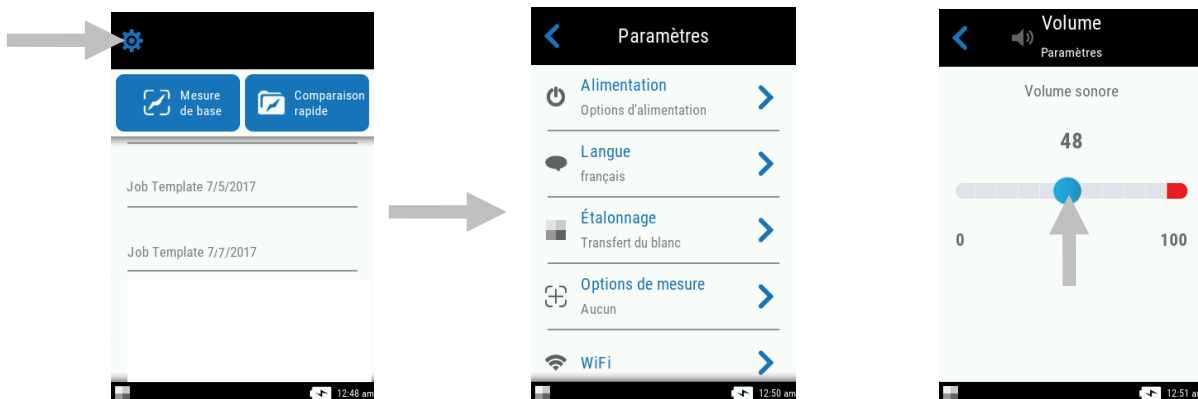 Mesure
de base
Comparaison
rapide
Job Template 7/5/2017
Job Template 7/7/2017
12:48 am
Paramètres
Alimentation
Options d'alimentation
Langue
français
Étalonnage
Transfert du blanc
Options de mesure
Aucun
WiFi
12:50 am
Volume
Paramètres
Volume sonore
48
0
100
12:51 a